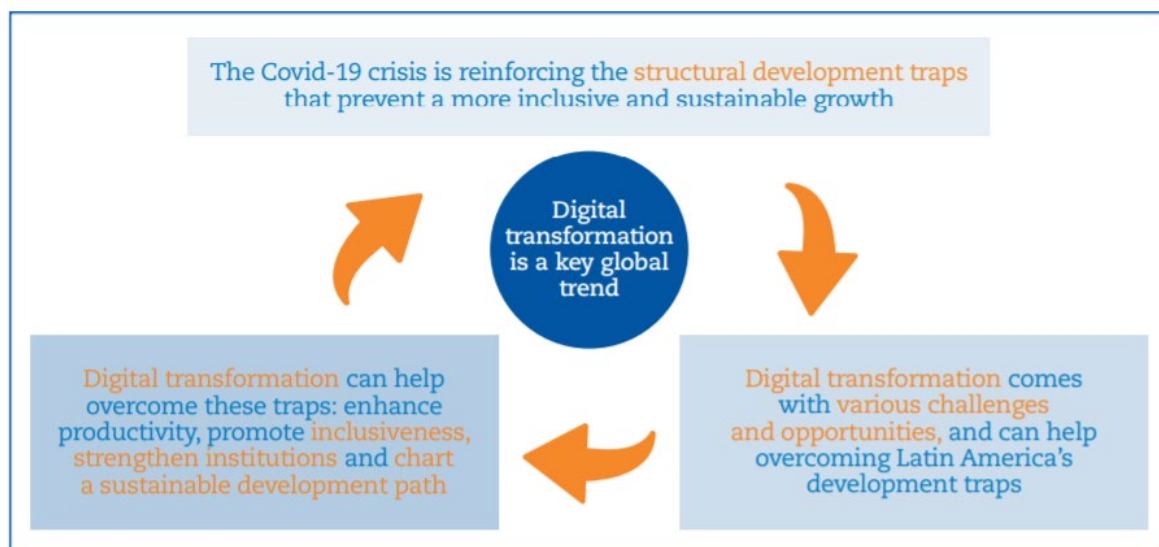 The Covid-19 crisis is reinforcing the structural development traps
that prevent a more inclusive and sustainable growth
Digital
transformation
is a key global
trend
Digital transformation can help
overcome these traps: enhance
productivity, promote inclusiveness,
strengthen institutions and chart
a sustainable development path
Digital transformation comes
with various challenges
and opportunities, and can help
overcoming Latin America's
development traps